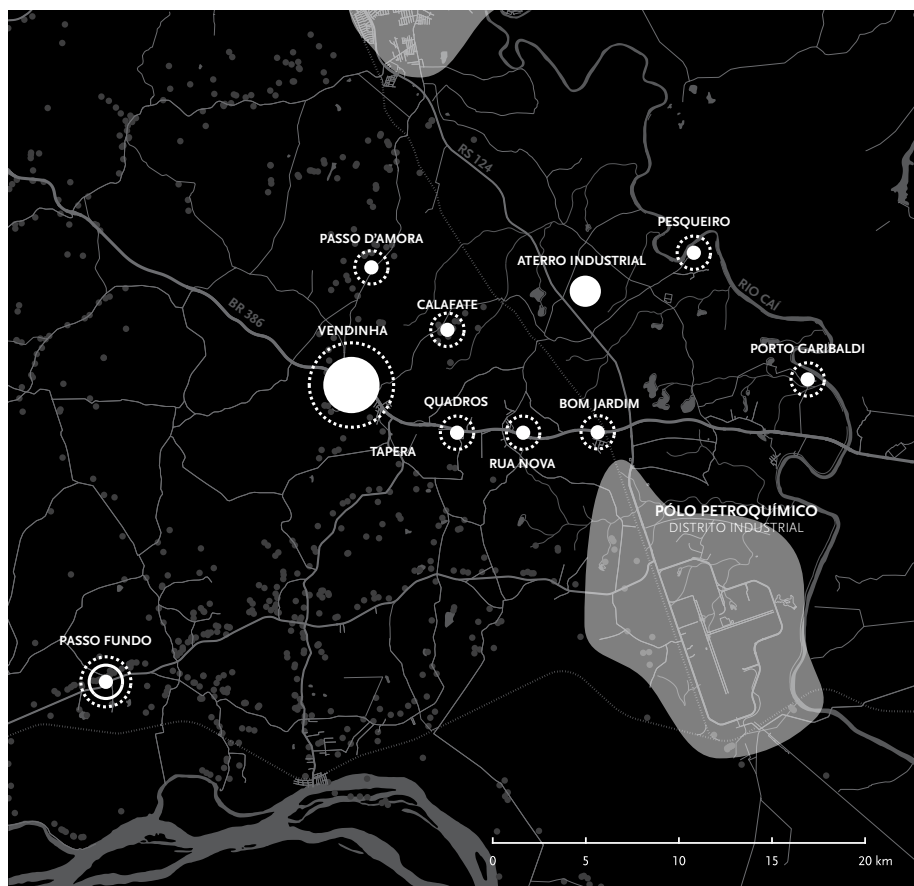 RS 124
PESQUEIRO
PASSO D'AMORA
ATERRO INDUSTRIAL
RIO CAÍ
CALAFATE
BR 386
VENDINHA
PORTO GARIBALDI
QUADROS
BOM JARDIM
TAPERA
RUA NOVA
PÓLO PETROQUÍMICO
DISTRITO INDUSTRIAL
PASSO FUNDO
0 5 10 15 20 km